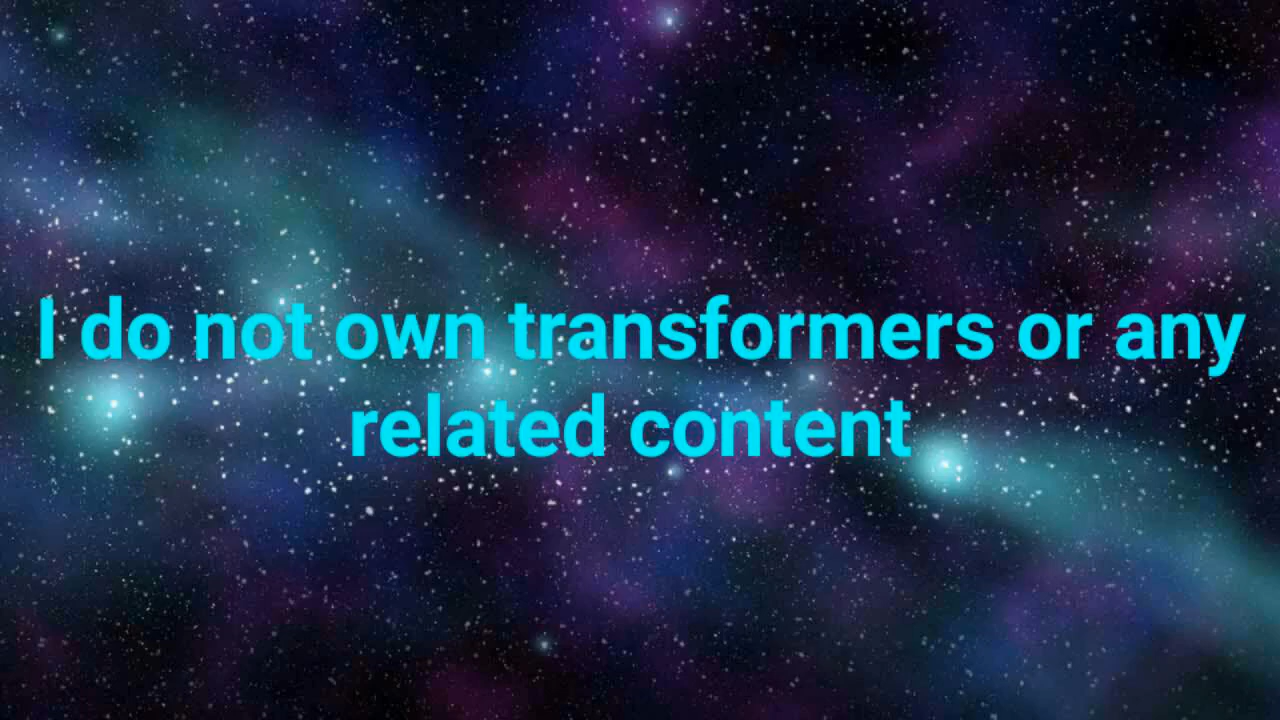 I do not own transformers or any
related content